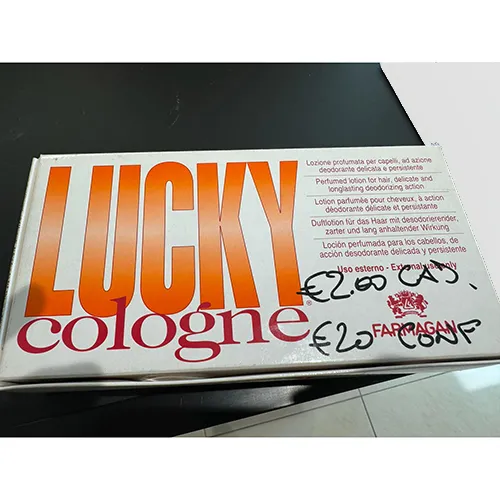 LUCKY
cologne®
Lozione profumata per capelli, ad azione
deodorante delicata e persistente
Perfumed lotion for hair, delicate and
longlasting deodorizing action
Lotion parfumée pour cheveux, à action
déodorante délicate et persistante
Duftlotion für das Haar mit desodorierender,
zarter und lang anhaltender Wirkung
Loción perfumada para los cabellos, de
acción desodorante delicada y persistente
Uso esterno - External use only
€2.00 CAD.
FARMAGAN
€20 CONF